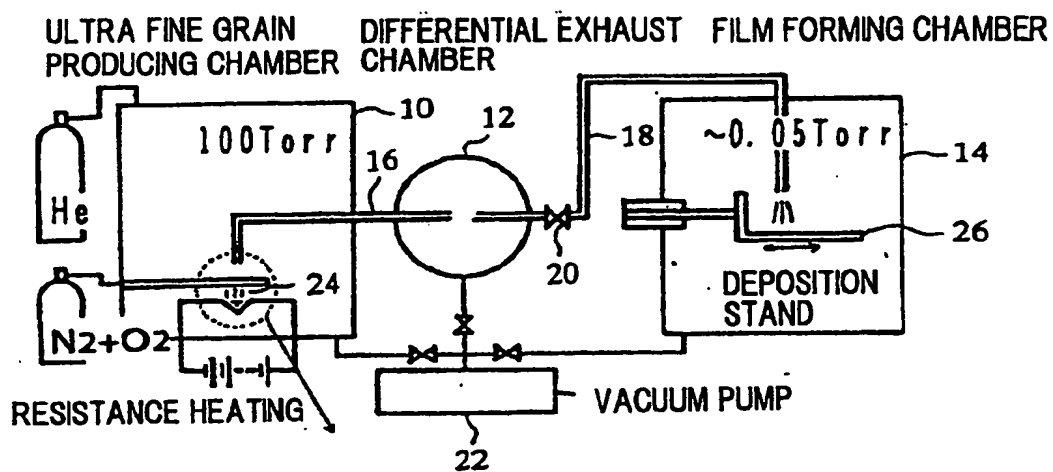 ULTRA FINE GRAIN
PRODUCING CHAMBER
DIFFERENTIAL EXHAUST
CHAMBER
FILM FORMING CHAMBER
10
100Torr
12
16
18
~0. 05Torr
14
He
20
26
24
DEPOSITION
STAND
N2+O2
RESISTANCE HEATING
VACUUM PUMP
22